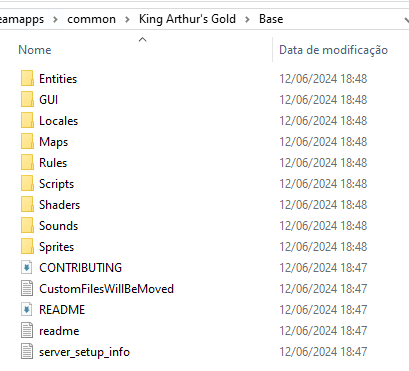 eamapps > common > King Arthur's Gold > Base
Nome Data de modificação
Entities 12/06/2024 18:48
GUI 12/06/2024 18:48
Locales 12/06/2024 18:48
Maps 12/06/2024 18:48
Rules 12/06/2024 18:48
Scripts 12/06/2024 18:48
Shaders 12/06/2024 18:48
Sounds 12/06/2024 18:48
Sprites 12/06/2024 18:48
CONTRIBUTING 12/06/2024 18:47
CustomFilesWillBeMoved 12/06/2024 18:47
README 12/06/2024 18:47
readme 12/06/2024 18:47
server_setup_info 12/06/2024 18:47